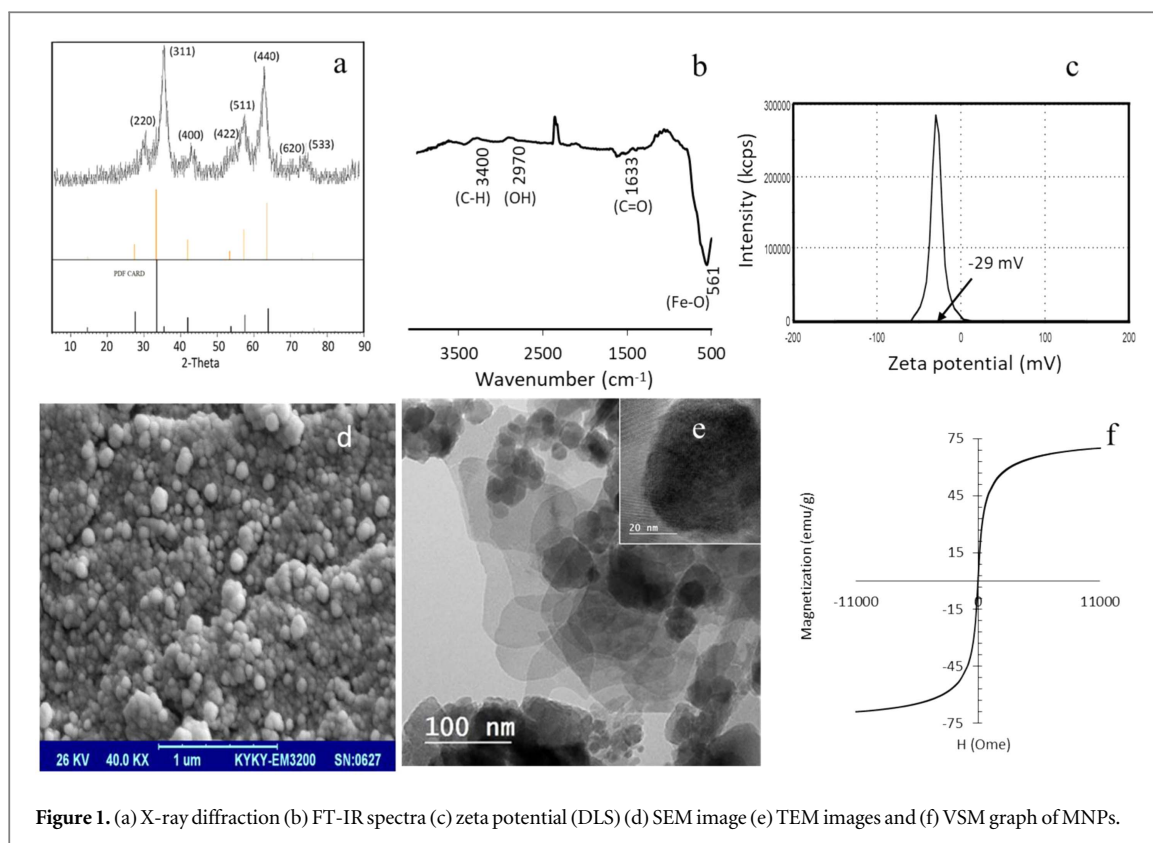 a
(311)
(440)
(220)
(511)
(400)
(422)
(620)
(533)
PDF CARD
10 20 30 40 50 60 70 80 90
2-Theta
b
3400
(C-H)
2970
(OH)
1633
(C=O)
561
(Fe-O)
3500 2500 1500 500
Wavenumber (cm-1)
c
300000
200000
100000
0
Intensity (kcps)
-29 mV
-200 -100 0 100 200
Zeta potential (mV)
d
26 KV 40.0 KX 1 um KYKY-EM3200 SN:0627
e
20 nm
100 nm
f
75
45
15
-15
-45
-75
Magnetization (emu/g)
-11000 0 11000
H (Ome)
Figure 1. (a) X-ray diffraction (b) FT-IR spectra (c) zeta potential (DLS) (d) SEM image (e) TEM images and (f) VSM graph of MNPs.